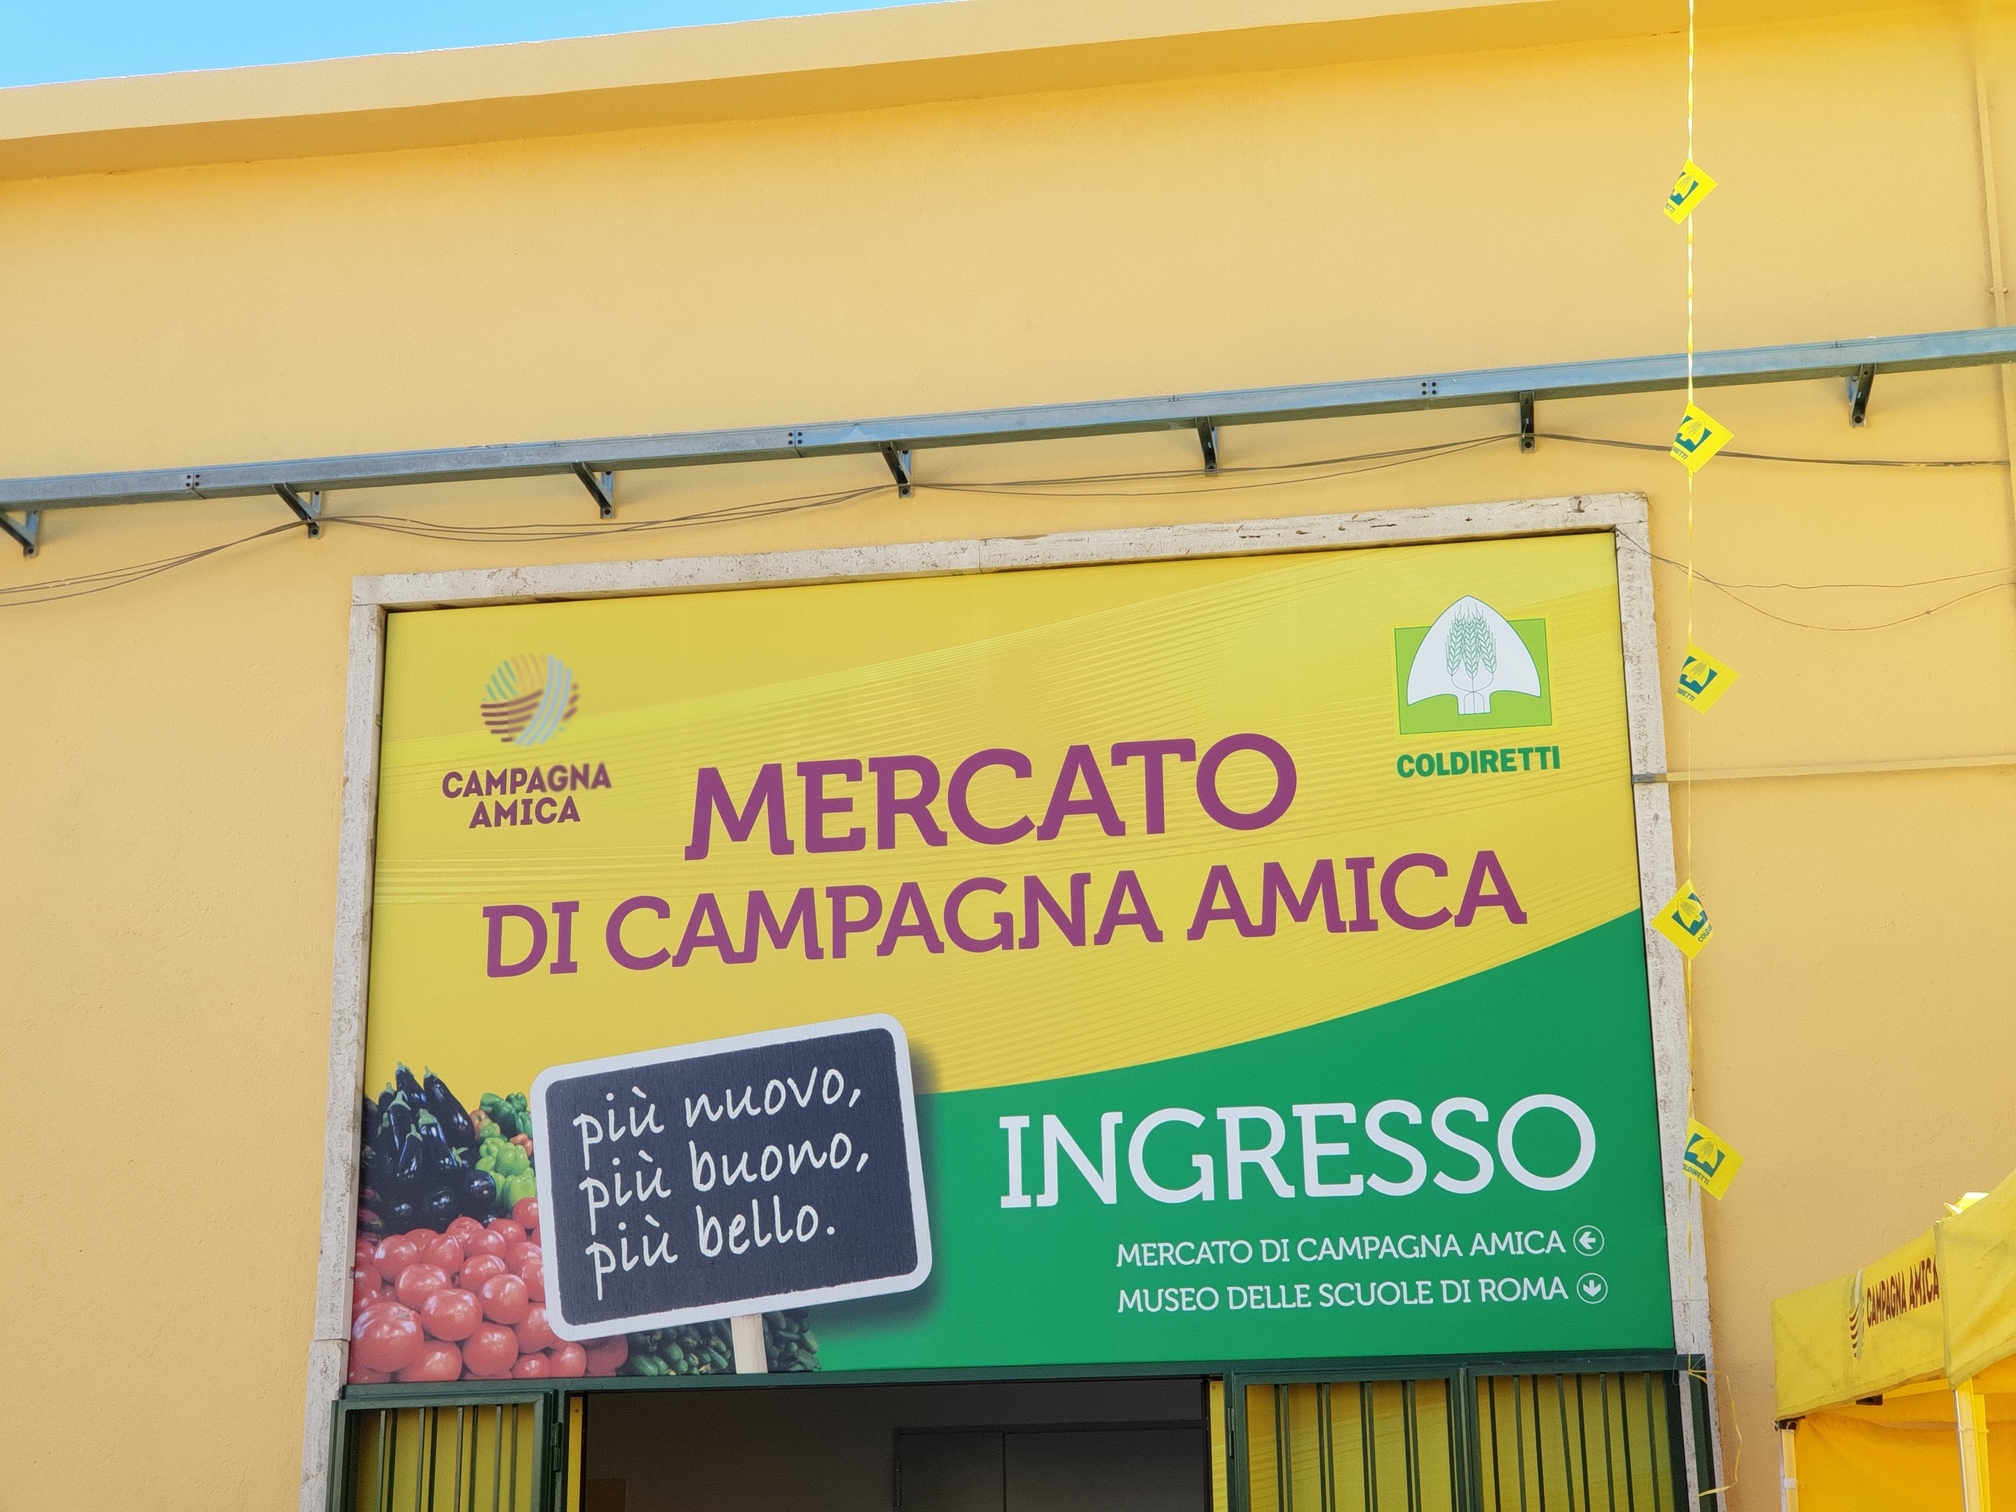 CAMPAGNA
AMICA
COLDIRETTI
MERCATO
DI CAMPAGNA AMICA
più nuovo,
più buono,
più bello.
INGRESSO
MERCATO DI CAMPAGNA AMICA
MUSEO DELLE SCUOLE DI ROMA
CAMPAGNA AMICA